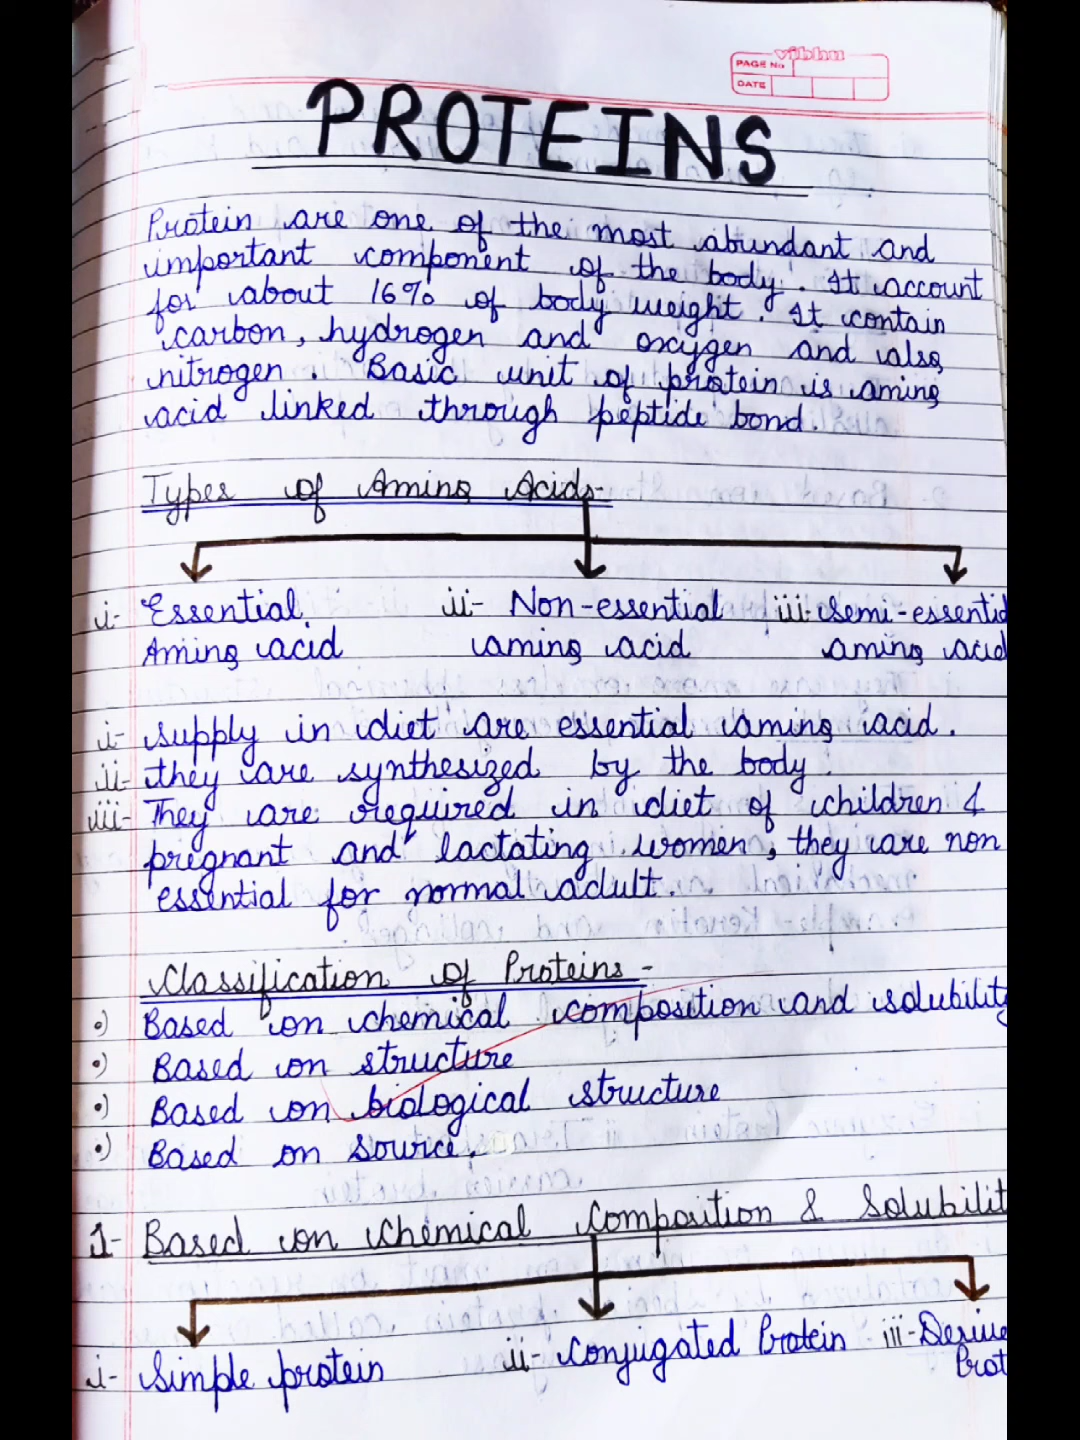 vibhu
PAGE No
DATE
PROTEINS
Protein are one of the most abundant and
important component of the body. It account
for about 16% of body weight. It contain
carbon, hydrogen and oxygen and also
nitrogen. Basic unit of protein is amino
acid linked through peptide bond.
Types of Amino Acids-
i- Essential ii- Non-essential iii- Semi-essentia
Amino acid amino acid amino acid
i- supply in diet are essential amino acid.
ii- they are synthesized by the body.
iii- They are required in diet of children &
pregnant and lactating women, they are non
essential for normal adult.
Classification of Proteins-
•) Based on chemical composition and solubility
•) Based on structure
•) Based on biological structure
•) Based on source.
1- Based on Chemical Composition & Solubilit
i- Simple protein ii- Conjugated Protein iii- Derive
Prot